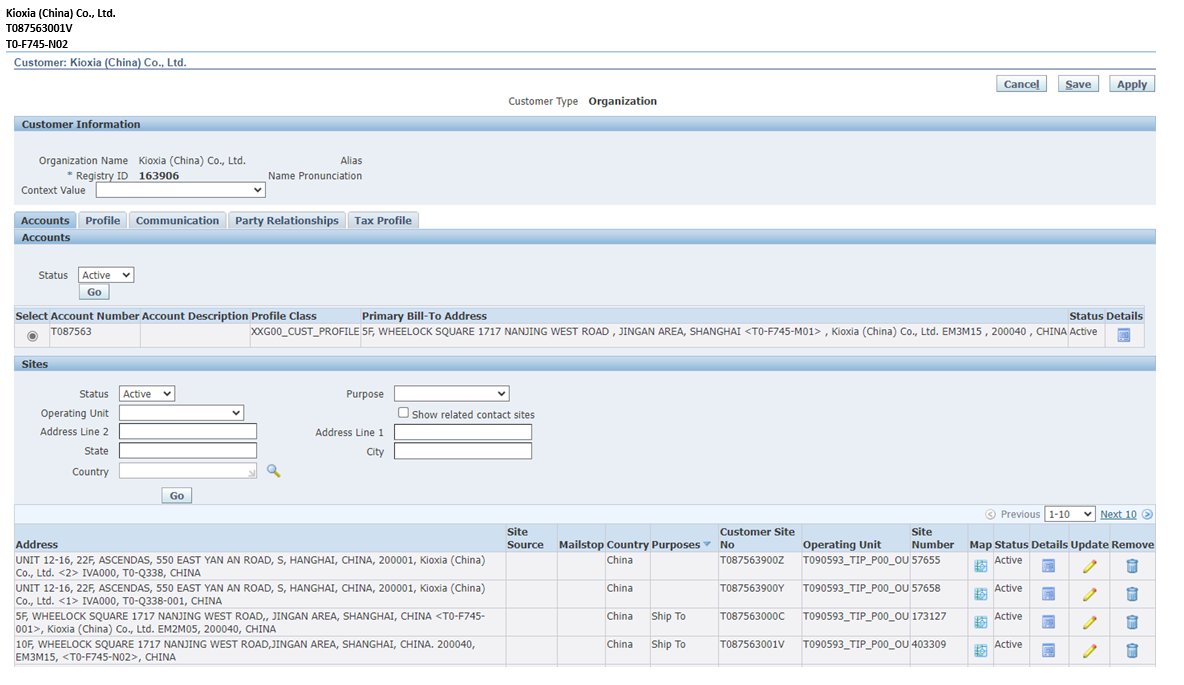 Kioxia (China) Co., Ltd.
T087563001V
T0-F745-N02
Customer: Kioxia (China) Co., Ltd.
Cancel Save Apply
Customer Type Organization
Customer Information
Organization Name Kioxia (China) Co., Ltd. Alias
* Registry ID 163906 Name Pronunciation
Context Value
Accounts Profile Communication Party Relationships Tax Profile
Accounts
Status Active
Go
Select Account Number Account Description Profile Class Primary Bill-To Address Status Details
T087563 XXG00_CUST_PROFILE 5F, WHEELOCK SQUARE 1717 NANJING WEST ROAD , JINGAN AREA, SHANGHAI <T0-F745-M01> , Kioxia (China) Co., Ltd. EM3M15 , 200040 , CHINA Active
Sites
Status Active Purpose
Operating Unit Show related contact sites
Address Line 2 Address Line 1
State City
Country
Go
Previous 1-10 Next 10
Address Site Source Mailstop Country Purposes Customer Site No Operating Unit Site Number Map Status Details Update Remove
UNIT 12-16, 22F, ASCENDAS, 550 EAST YAN AN ROAD, S, HANGHAI, CHINA, 200001, Kioxia (China) China T087563900Z T090593_TIP_P00_OU 57655 Active
Co., Ltd. <2> IVA000, T0-Q338, CHINA
UNIT 12-16, 22F, ASCENDAS, 550 EAST YAN AN ROAD, S, HANGHAI, CHINA, 200001, Kioxia (China) China T087563900Y T090593_TIP_P00_OU 57658 Active
Co., Ltd. <1> IVA000, T0-Q338-001, CHINA
5F, WHEELOCK SQUARE 1717 NANJING WEST ROAD,, JINGAN AREA, SHANGHAI, CHINA <T0-F745- China Ship To T087563000C T090593_TIP_P00_OU 173127 Active
001>, Kioxia (China) Co., Ltd. EM2M05, 200040, CHINA
10F, WHEELOCK SQUARE 1717 NANJING WEST ROAD,JINGAN AREA, SHANGHAI, CHINA. 200040, China Ship To T087563001V T090593_TIP_P00_OU 403309 Active
EM3M15, <T0-F745-N02>, CHINA